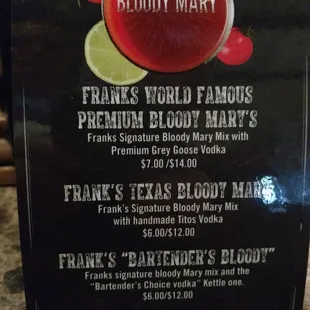 BLOODY MARY
FRANKS WORLD FAMOUS
PREMIUM BLOODY MARY'S
Franks Signature Bloody Mary Mix with
Premium Grey Goose Vodka
$7.00 /$14.00
FRANK'S TEXAS BLOODY MARY
Frank's Signature Bloody Mary Mix
with handmade Titos Vodka
$6.00/$12.00
FRANK'S "BARTENDER'S BLOODY"
Franks signature bloody Mary mix and the
"Bartender's Choice vodka" Kettle one.
$6.00/$12.00